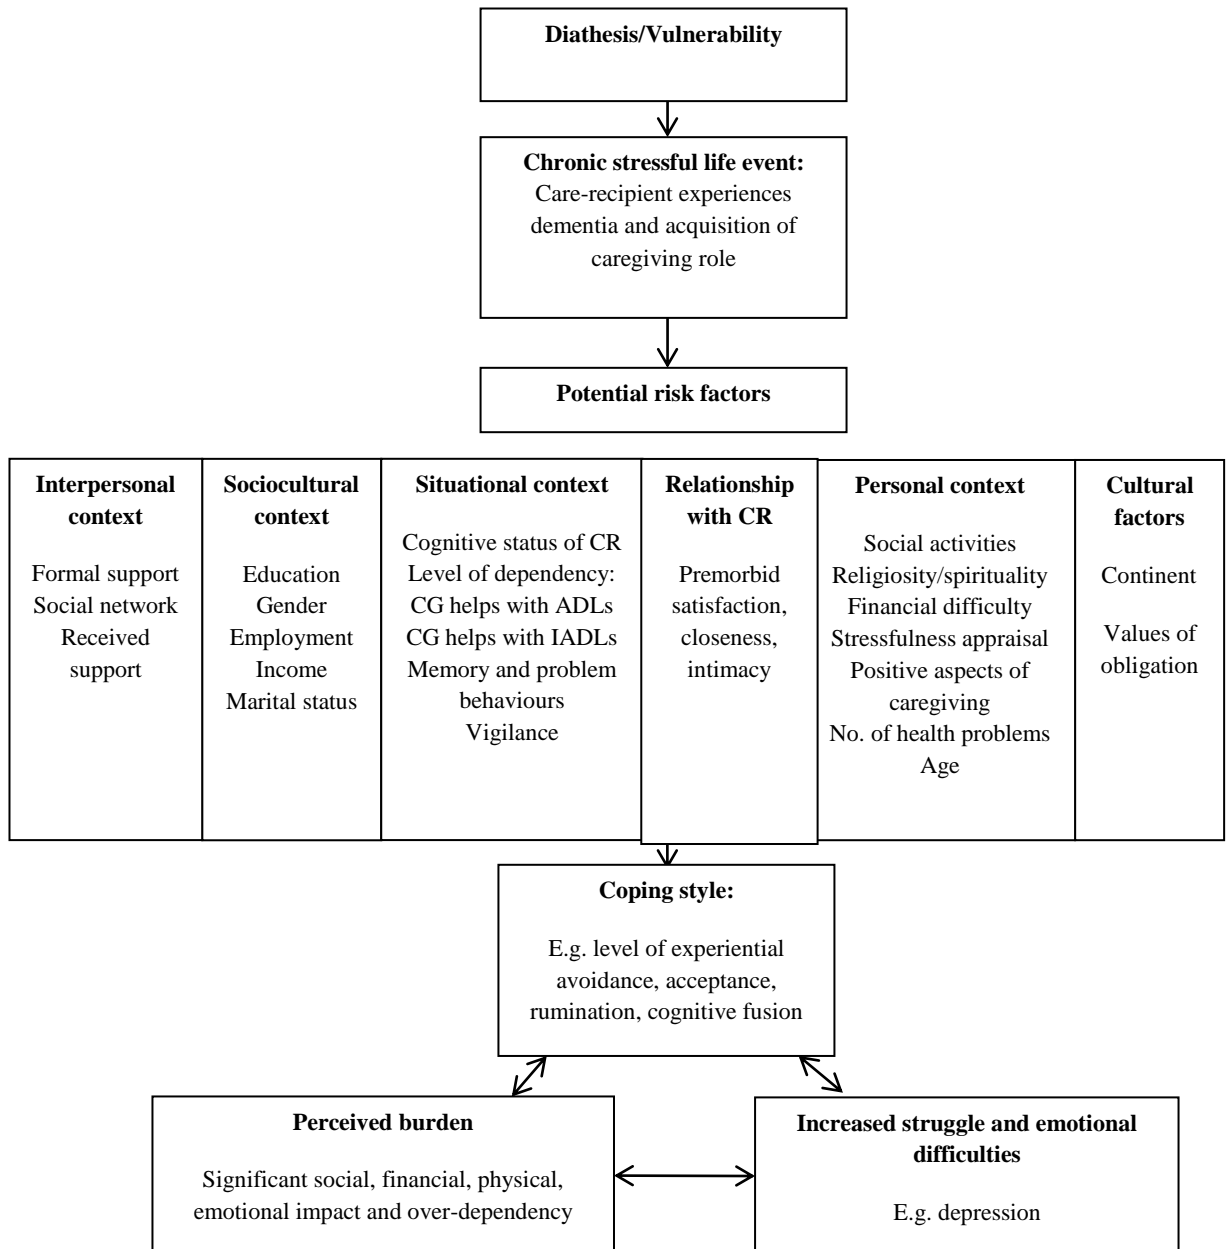 Diathesis/Vulnerability
Chronic stressful life event:
Care-recipient experiences
dementia and acquisition of
caregiving role
Potential risk factors
Interpersonal
context
Formal support
Social network
Received
support
Sociocultural
context
Education
Gender
Employment
Income
Marital status
Situational context
Cognitive status of CR
Level of dependency:
CG helps with ADLs
CG helps with IADLs
Memory and problem
behaviours
Vigilance
Relationship
with CR
Premorbid
satisfaction,
closeness,
intimacy
Personal context
Social activities
Religiosity/spirituality
Financial difficulty
Stressfulness appraisal
Positive aspects of
caregiving
No. of health problems
Age
Cultural
factors
Continent
Values of
obligation
Coping style:
E.g. level of experiential
avoidance, acceptance,
rumination, cognitive fusion
Perceived burden
Significant social, financial, physical,
emotional impact and over-dependency
Increased struggle and emotional
difficulties
E.g. depression